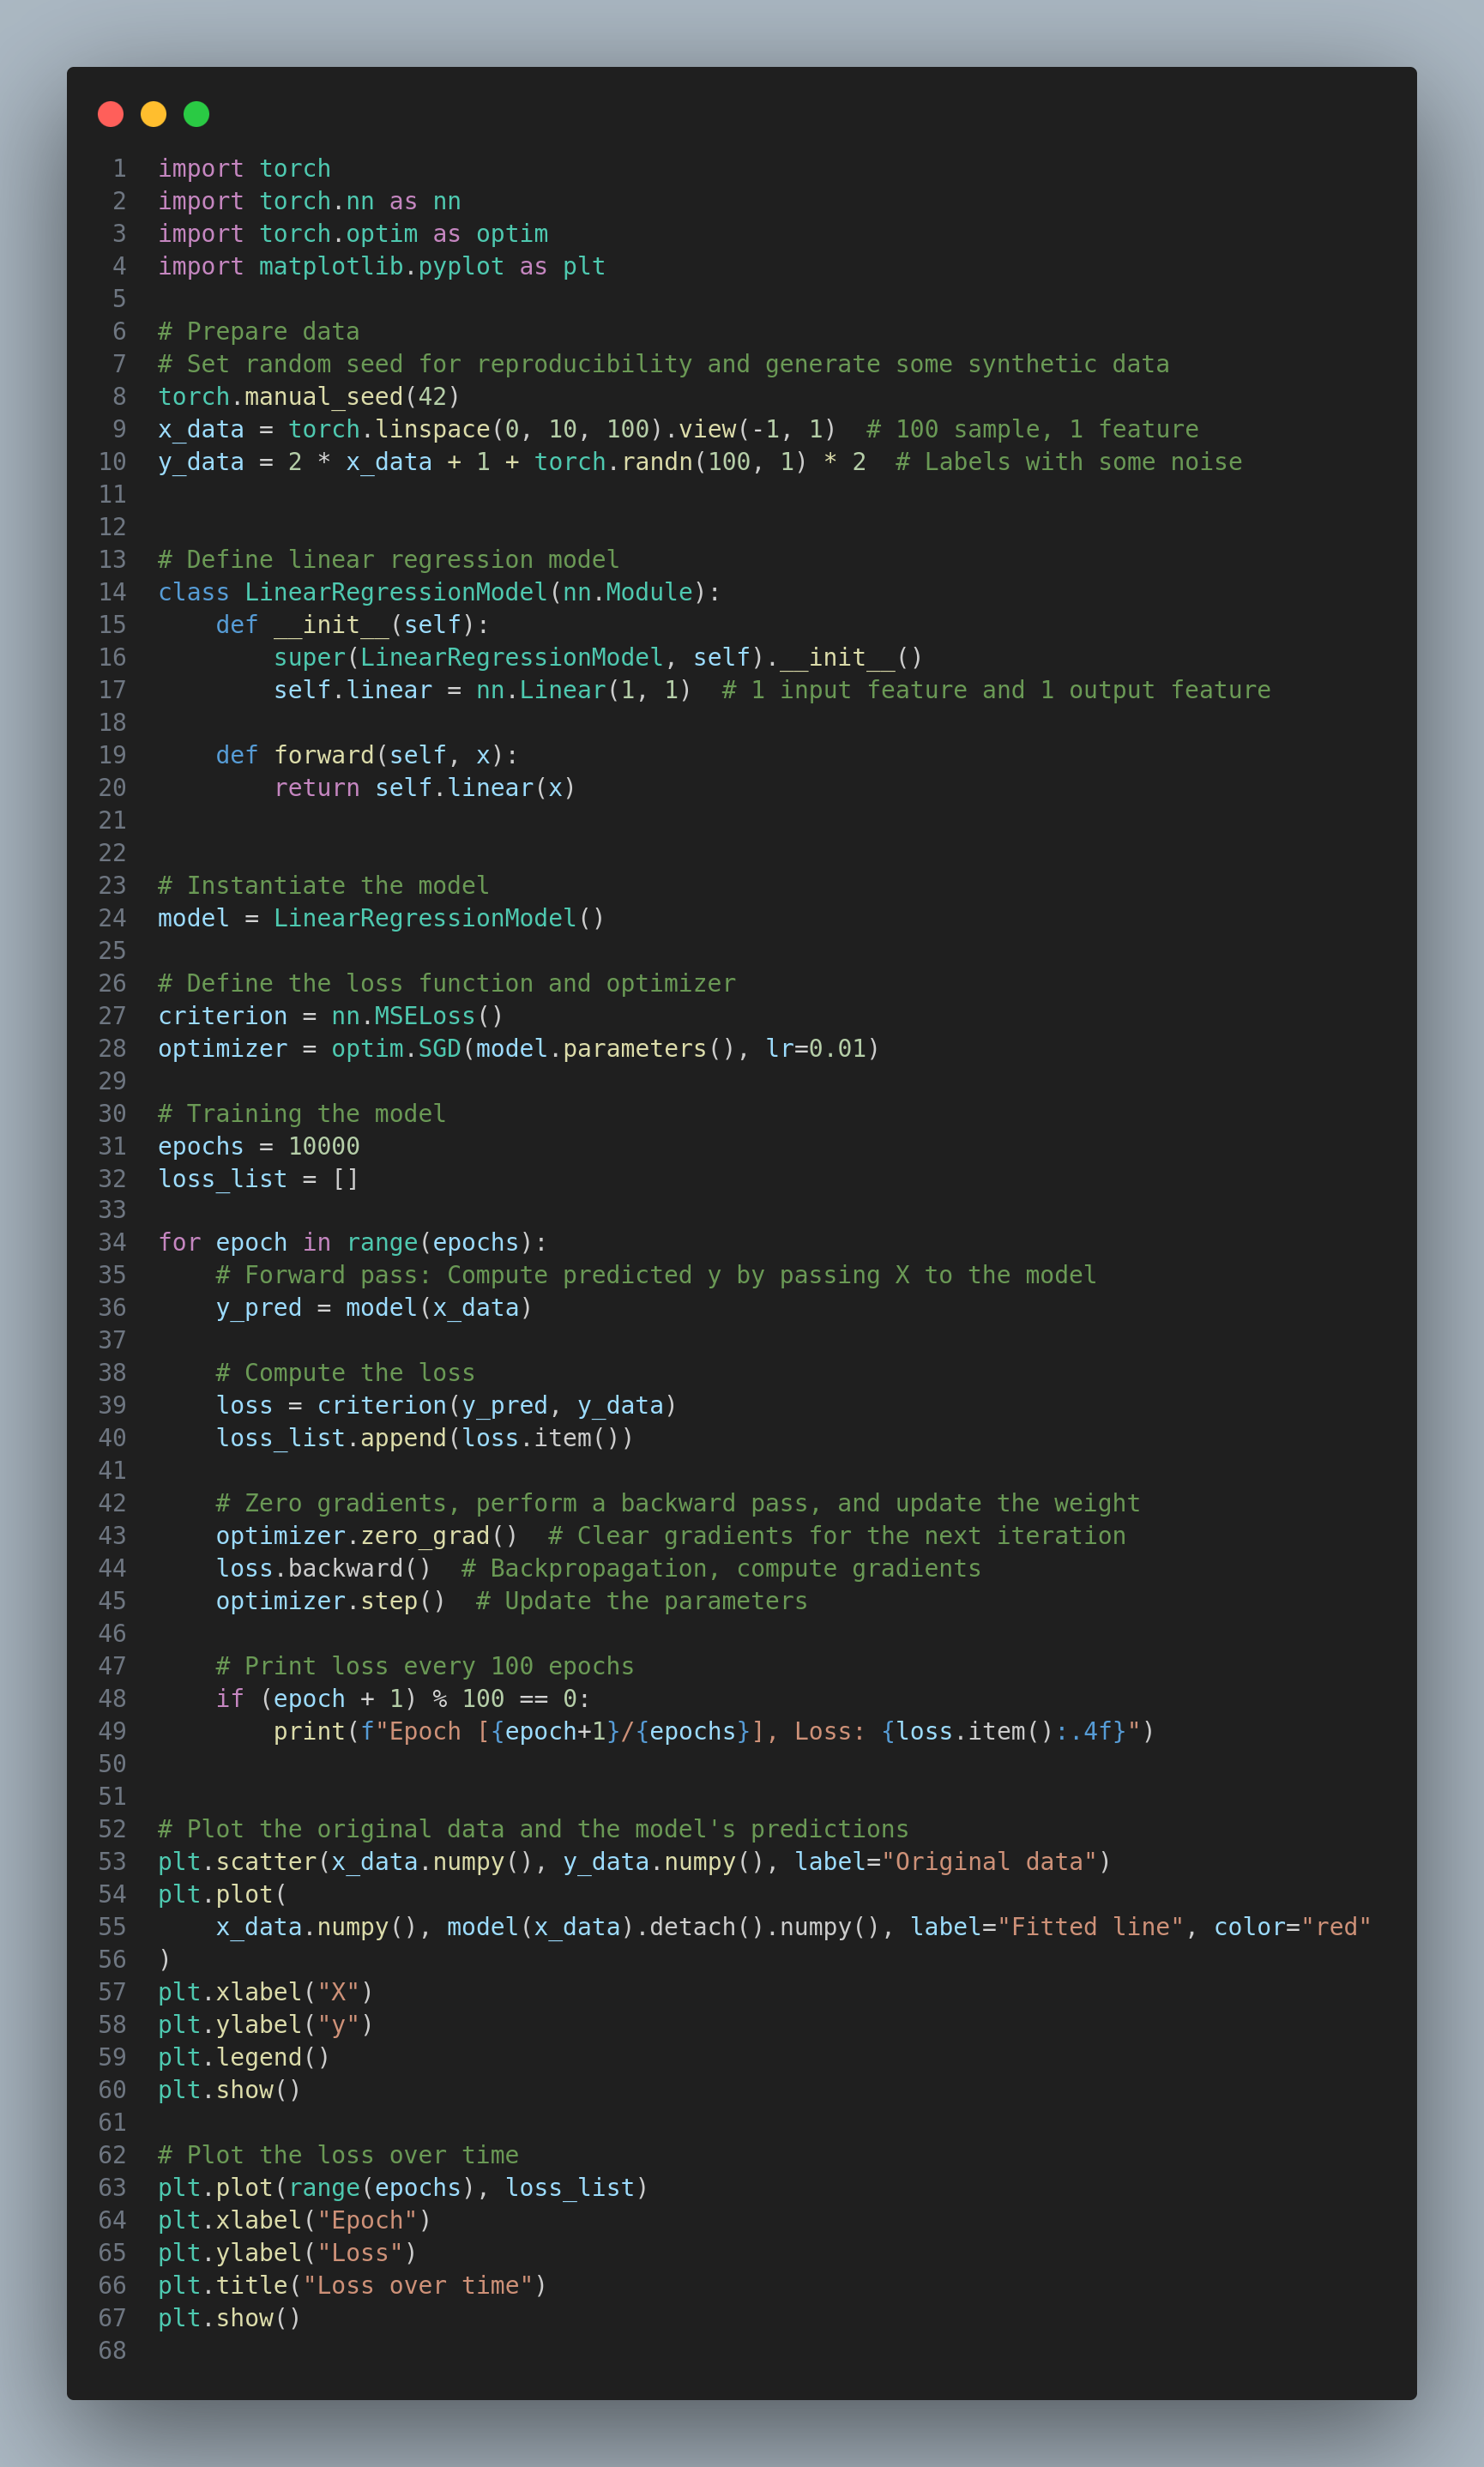 1 import torch
2 import torch.nn as nn
3 import torch.optim as optim
4 import matplotlib.pyplot as plt
5
6 # Prepare data
7 # Set random seed for reproducibility and generate some synthetic data
8 torch.manual_seed(42)
9 x_data = torch.linspace(0, 10, 100).view(-1, 1)  # 100 sample, 1 feature
10 y_data = 2 * x_data + 1 + torch.randn(100, 1) * 2  # Labels with some noise
11
12
13 # Define linear regression model
14 class LinearRegressionModel(nn.Module):
15     def __init__(self):
16         super(LinearRegressionModel, self).__init__()
17         self.linear = nn.Linear(1, 1)  # 1 input feature and 1 output feature
18
19     def forward(self, x):
20         return self.linear(x)
21
22
23 # Instantiate the model
24 model = LinearRegressionModel()
25
26 # Define the loss function and optimizer
27 criterion = nn.MSELoss()
28 optimizer = optim.SGD(model.parameters(), lr=0.01)
29
30 # Training the model
31 epochs = 10000
32 loss_list = []
33
34 for epoch in range(epochs):
35     # Forward pass: Compute predicted y by passing X to the model
36     y_pred = model(x_data)
37
38     # Compute the loss
39     loss = criterion(y_pred, y_data)
40     loss_list.append(loss.item())
41
42     # Zero gradients, perform a backward pass, and update the weight
43     optimizer.zero_grad()  # Clear gradients for the next iteration
44     loss.backward()  # Backpropagation, compute gradients
45     optimizer.step()  # Update the parameters
46
47     # Print loss every 100 epochs
48     if (epoch + 1) % 100 == 0:
49         print(f"Epoch [{epoch+1}/{epochs}], Loss: {loss.item():.4f}")
50
51
52 # Plot the original data and the model's predictions
53 plt.scatter(x_data.numpy(), y_data.numpy(), label="Original data")
54 plt.plot(
55     x_data.numpy(), model(x_data).detach().numpy(), label="Fitted line", color="red"
56 )
57 plt.xlabel("X")
58 plt.ylabel("y")
59 plt.legend()
60 plt.show()
61
62 # Plot the loss over time
63 plt.plot(range(epochs), loss_list)
64 plt.xlabel("Epoch")
65 plt.ylabel("Loss")
66 plt.title("Loss over time")
67 plt.show()
68